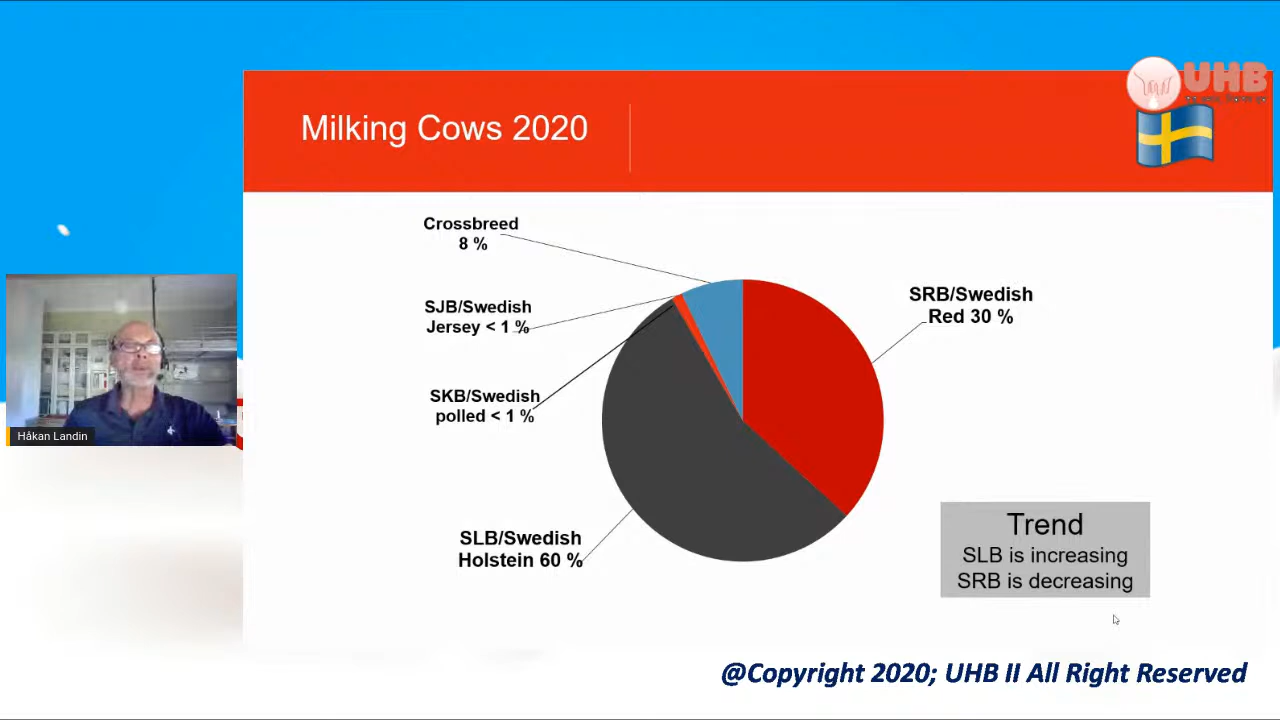 UHB
Milking Cows 2020
Crossbreed
8 %
SJB/Swedish
Jersey < 1 %
SKB/Swedish
polled < 1 %
SLB/Swedish
Holstein 60 %
SRB/Swedish
Red 30 %
Trend
SLB is increasing
SRB is decreasing
Håkan Landin
@Copyright 2020; UHB II All Right Reserved